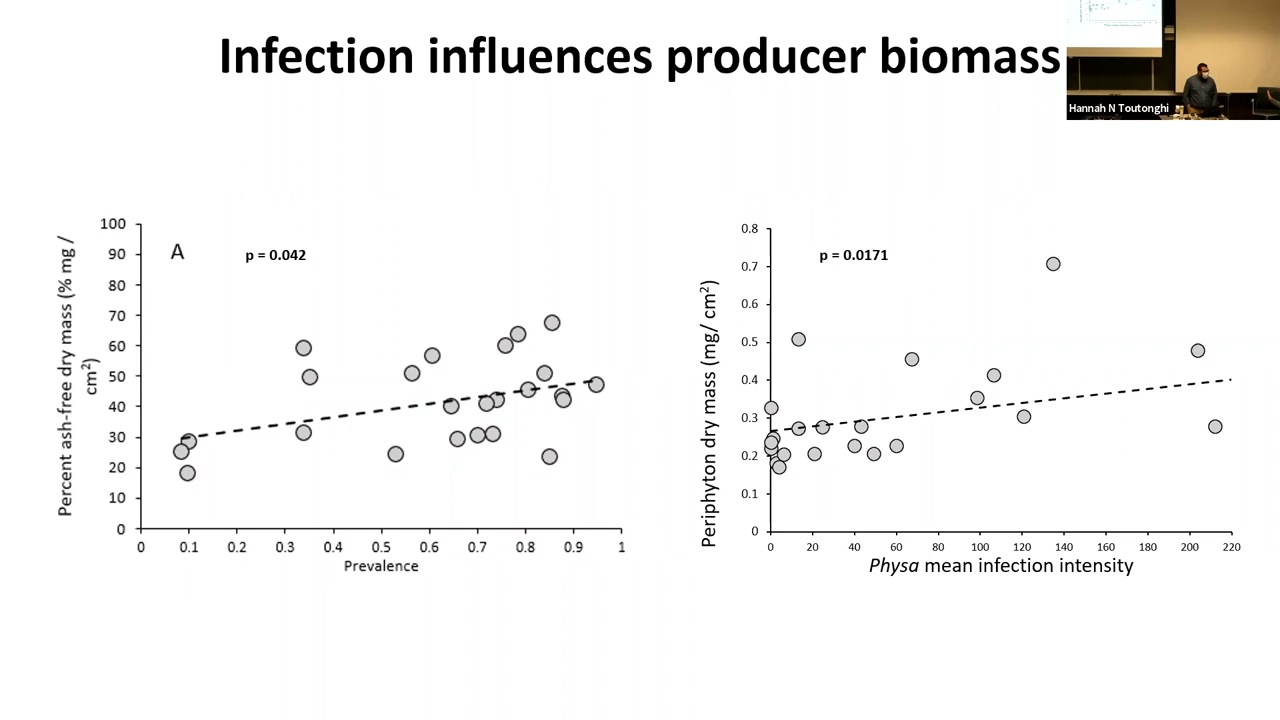 Infection influences producer biomass
Hannah N Toutonghi
Percent ash-free dry mass (% mg /
cm²)
100
90
80
70
60
50
40
30
20
10
0
A
p = 0.042
0 0.1 0.2 0.3 0.4 0.5 0.6 0.7 0.8 0.9 1
Prevalence
Periphyton dry mass (mg/ cm²)
0.8
0.7
0.6
0.5
0.4
0.3
0.2
0.1
0
p = 0.0171
0 20 40 60 80 100 120 140 160 180 200 220
Physa mean infection intensity